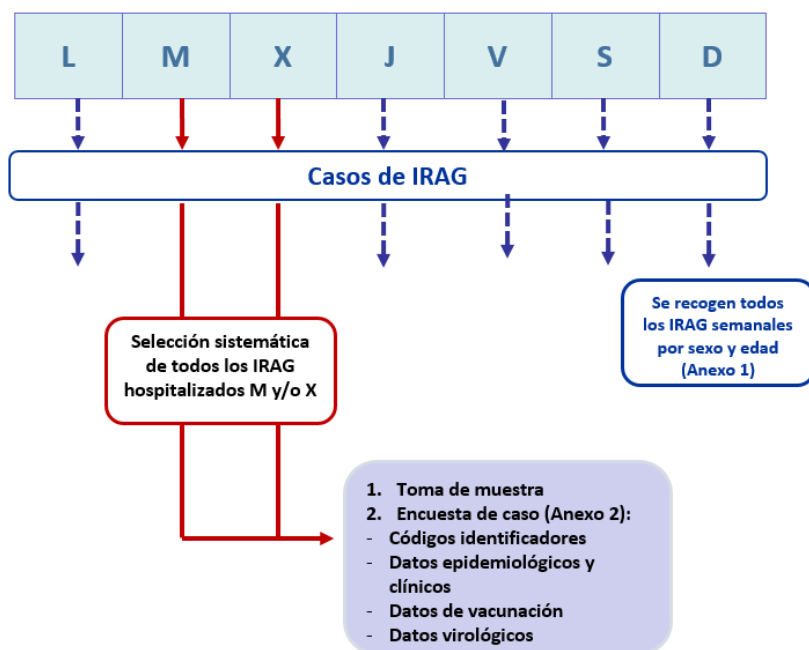 L M X J V S D
Casos de IRAG
Se recogen todos
los IRAG semanales
por sexo y edad
(Anexo 1)
Selección sistemática
de todos los IRAG
hospitalizados M y/o X
1. Toma de muestra
2. Encuesta de caso (Anexo 2):
- Códigos identificadores
- Datos epidemiológicos y
clínicos
- Datos de vacunación
- Datos virológicos